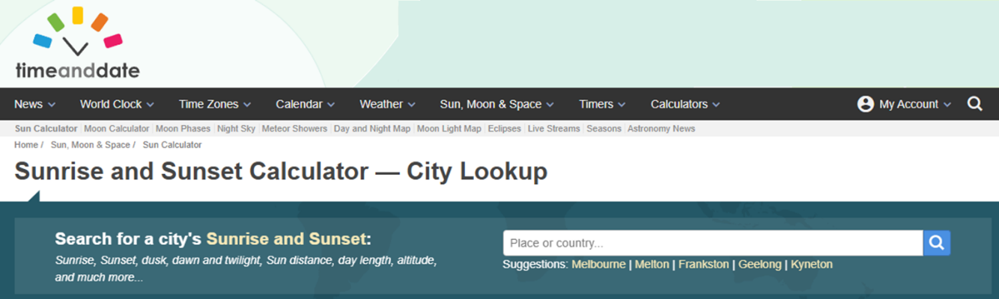 timeanddate
News World Clock Time Zones Calendar Weather Sun, Moon & Space Timers Calculators My Account
Sun Calculator Moon Calculator Moon Phases Night Sky Meteor Showers Day and Night Map Moon Light Map Eclipses Live Streams Seasons Astronomy News
Home / Sun, Moon & Space / Sun Calculator
Sunrise and Sunset Calculator — City Lookup
Search for a city's Sunrise and Sunset:
Sunrise, Sunset, dusk, dawn and twilight, Sun distance, day length, altitude,
and much more...
Place or country...
Suggestions: Melbourne | Melton | Frankston | Geelong | Kyneton